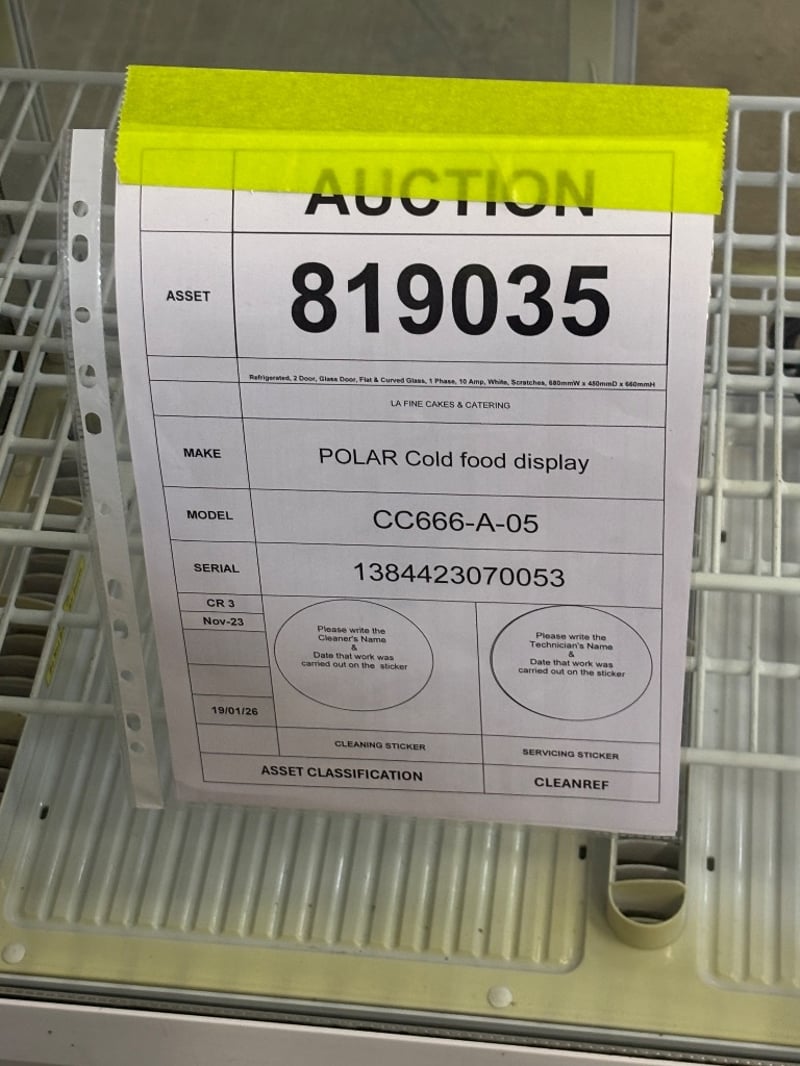 AUCTION
ASSET
819035
Refrigerated, 2 Door, Glass Door, Flat & Curved Glass, 1 Phase, 10 Amp, White, Scratches, 680mmW x 450mmD x 660mmH
LA FINE CAKES & CATERING
MAKE
POLAR Cold food display
MODEL
CC666-A-05
SERIAL
1384423070053
CR 3
Nov-23
19/01/26
Please write the
Cleaner's Name
&
Date that work was
carried out on the sticker
Please write the
Technician's Name
&
Date that work was
carried out on the sticker
CLEANING STICKER
SERVICING STICKER
ASSET CLASSIFICATION
CLEANREF